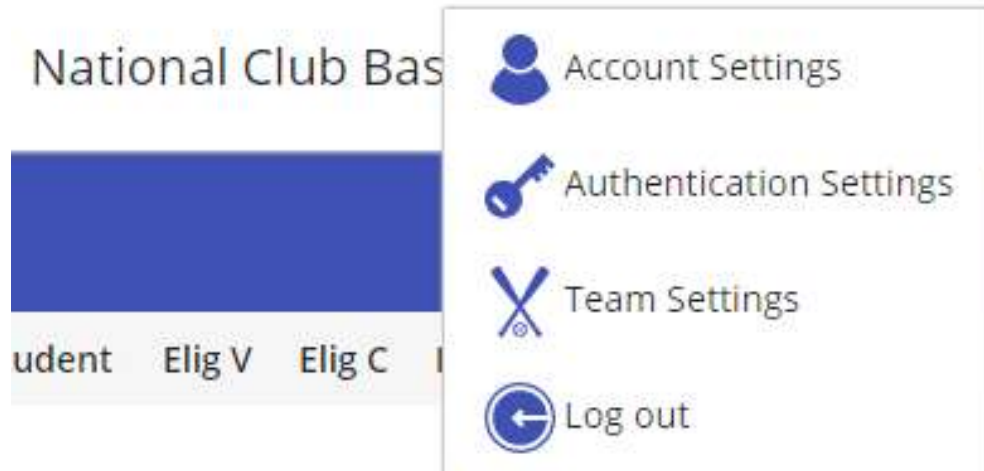 National Club Bas
Account Settings
Authentication Settings
Team Settings
udent Elig V Elig C
Log out